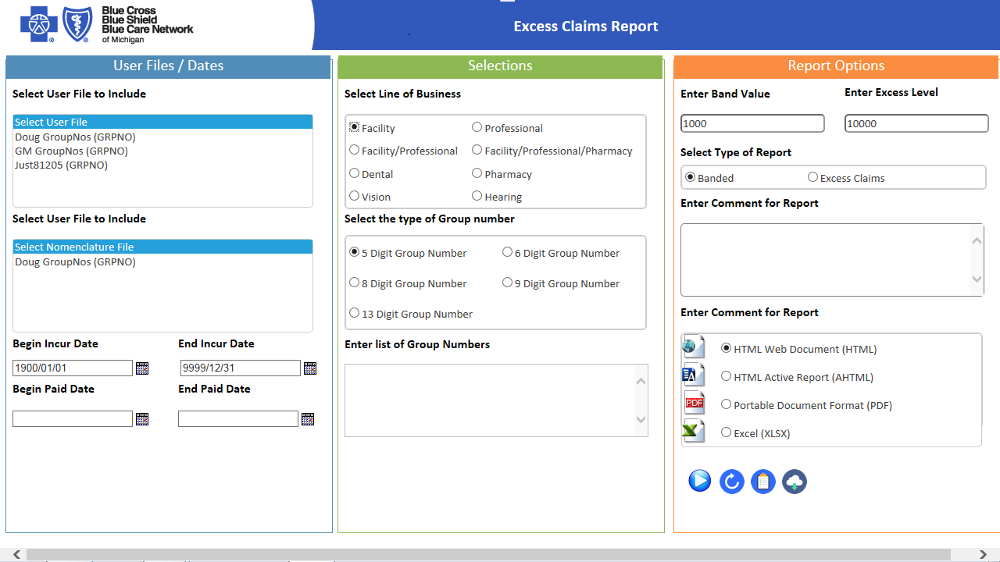 Blue Cross
Blue Shield
Blue Care Network
of Michigan
Excess Claims Report
User Files / Dates
Select User File to Include
Select User File
Doug GroupNos (GRPNO)
GM GroupNos (GRPNO)
Just81205 (GRPNO)
Select User File to Include
Select Nomenclature File
Doug GroupNos (GRPNO)
Begin Incur Date End Incur Date
1900/01/01 9999/12/31
Begin Paid Date End Paid Date
Selections
Select Line of Business
Facility Professional
Facility/Professional Facility/Professional/Pharmacy
Dental Pharmacy
Vision Hearing
Select the type of Group number
5 Digit Group Number 6 Digit Group Number
8 Digit Group Number 9 Digit Group Number
13 Digit Group Number
Enter list of Group Numbers
Report Options
Enter Band Value Enter Excess Level
1000 10000
Select Type of Report
Banded Excess Claims
Enter Comment for Report
Enter Comment for Report
HTML Web Document (HTML)
A HTML Active Report (AHTML)
PDF Portable Document Format (PDF)
Excel (XLSX)